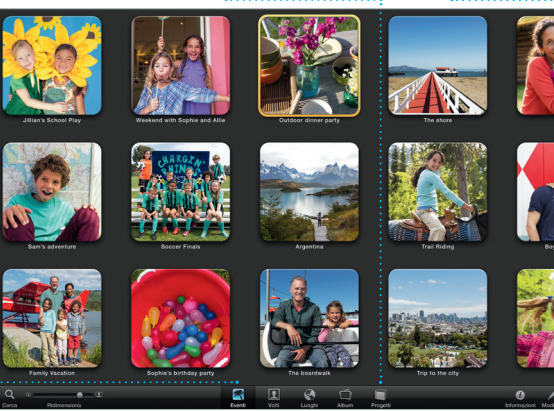 Jillian's School Play
Weekend with Sophie and Allie
Outdoor dinner party
The shore
CHARGIN'
RHINOS
Sam's adventure
Soccer Finals
Argentina
Trail Riding
Family Vacation
Sophie's birthday party
The boardwalk
Trip to the city
Cerca
Ridimensiona
Eventi
Volti
Luoghi
Album
Progetti
Informazioni